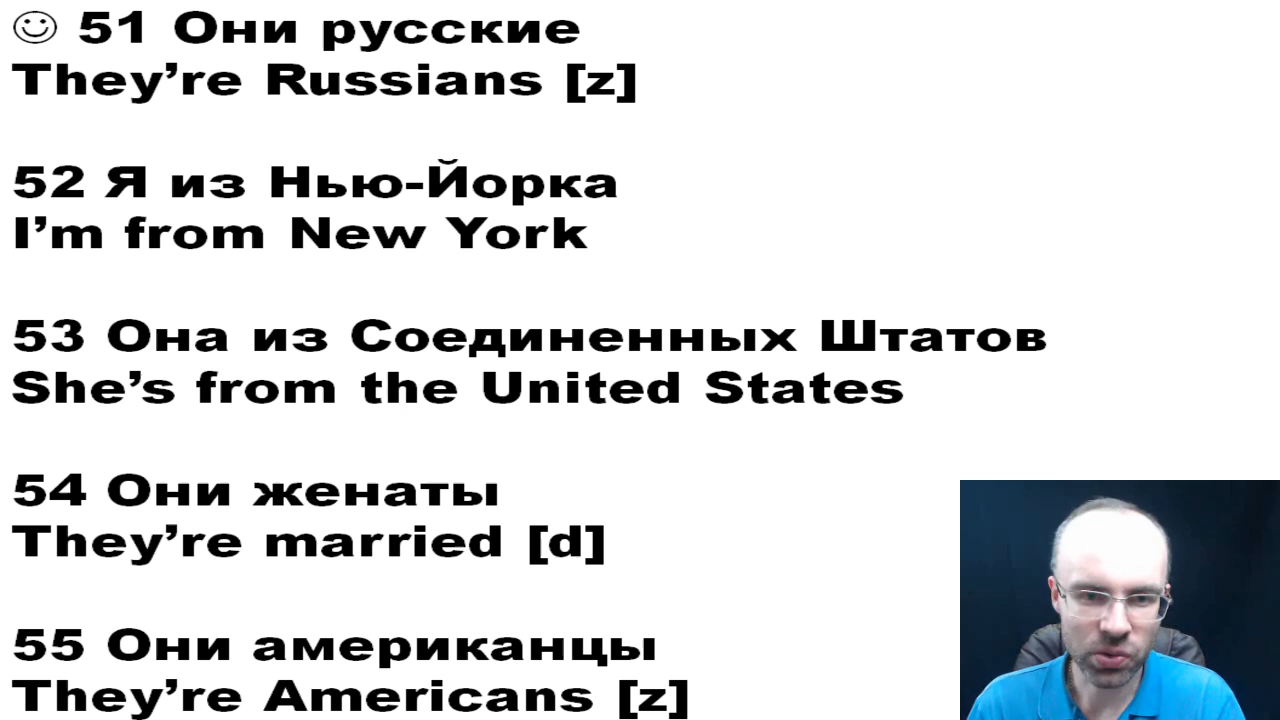 ☺ 51 Они русские
They’re Russians [z]
52 Я из Нью-Йорка
I’m from New York
53 Она из Соединенных Штатов
She’s from the United States
54 Они женаты
They’re married [d]
55 Они американцы
They’re Americans [z]